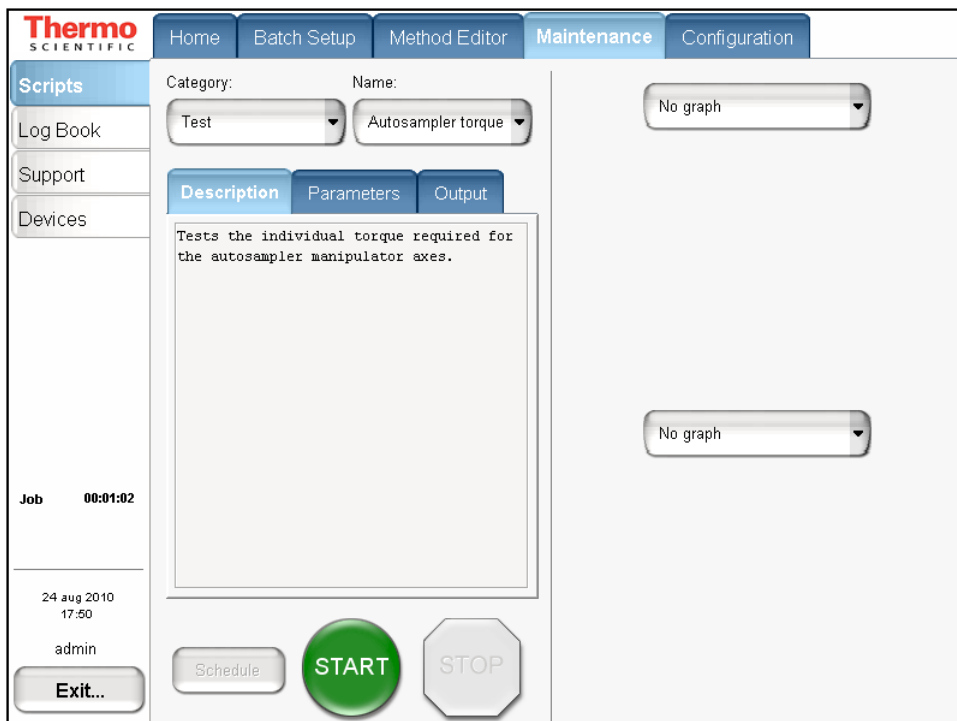 Thermo
SCIENTIFIC
Home
Batch Setup
Method Editor
Maintenance
Configuration
Scripts
Log Book
Support
Devices
Category:
Name:
Test
Autosampler torque
No graph
Description
Parameters
Output
Tests the individual torque required for
the autosampler manipulator axes.
No graph
Job 00:01:02
24 aug 2010
17:50
admin
Exit...
Schedule
START
STOP